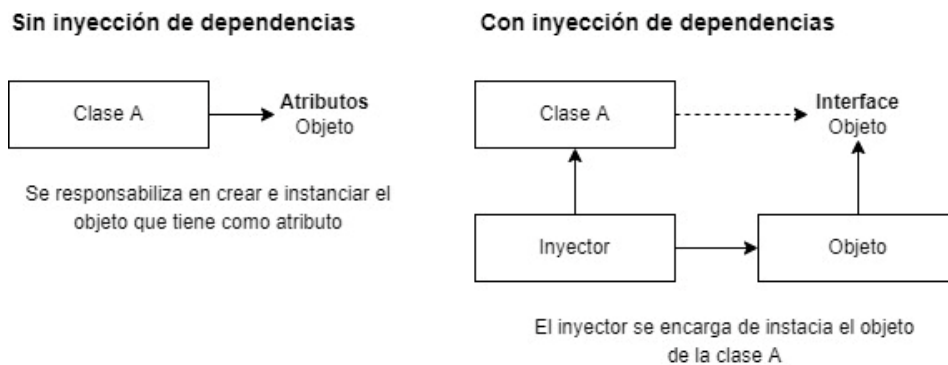 Sin inyección de dependencias
Clase A
Atributos
Objeto
Se responsabiliza en crear e instanciar el
objeto que tiene como atributo
Con inyección de dependencias
Clase A
Interface
Objeto
Inyector
Objeto
El inyector se encarga de instacia el objeto
de la clase A